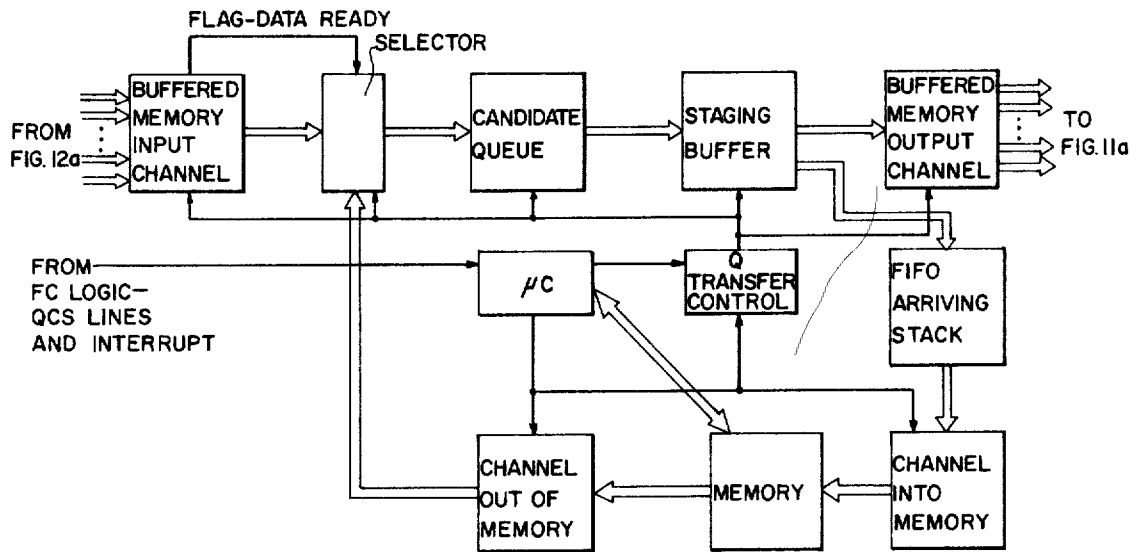 FLAG-DATA READY
SELECTOR
BUFFERED
MEMORY
INPUT
CHANNEL
CANDIDATE
QUEUE
STAGING
BUFFER
BUFFERED
MEMORY
OUTPUT
CHANNEL
FROM
FIG. 12a
TO
FIG. 11a
FROM
FC LOGIC—
QCS LINES
AND INTERRUPT
μC
Q
TRANSFER
CONTROL
FIFO
ARRIVING
STACK
CHANNEL
OUT OF
MEMORY
MEMORY
CHANNEL
INTO
MEMORY